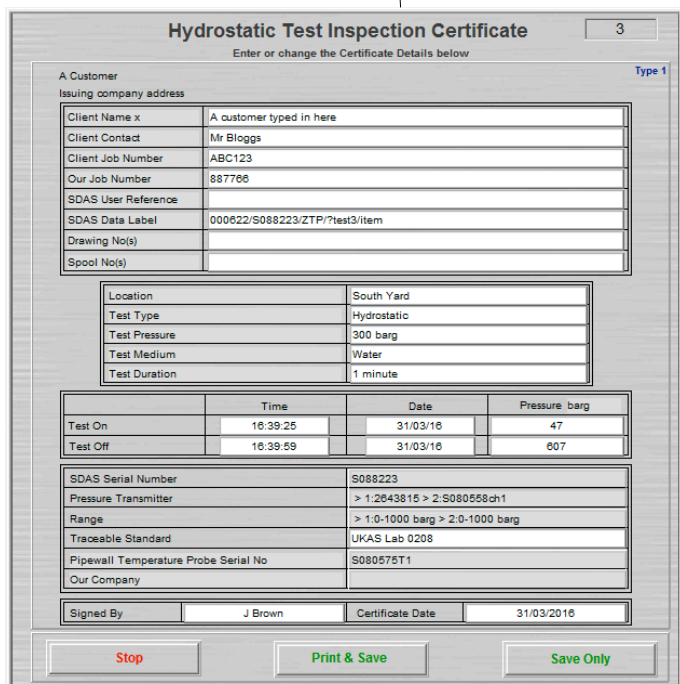 Hydrostatic Test Inspection Certificate 3
Enter or change the Certificate Details below
A Customer Type 1
Issuing company address
Client Name x A customer typed in here
Client Contact Mr Bloggs
Client Job Number ABC123
Our Job Number 887766
SDAS User Reference
SDAS Data Label 000622/S088223/ZTP/?test3/item
Drawing No(s)
Spool No(s)
Location South Yard
Test Type Hydrostatic
Test Pressure 300 barg
Test Medium Water
Test Duration 1 minute
Time Date Pressure barg
Test On 16:39:25 31/03/16 47
Test Off 16:39:59 31/03/16 607
SDAS Serial Number S088223
Pressure Transmitter > 1:2643815 > 2:S080558ch1
Range > 1:0-1000 barg > 2:0-1000 barg
Traceable Standard UKAS Lab 0208
Pipewall Temperature Probe Serial No S080575T1
Our Company
Signed By J Brown Certificate Date 31/03/2016
Stop Print & Save Save Only